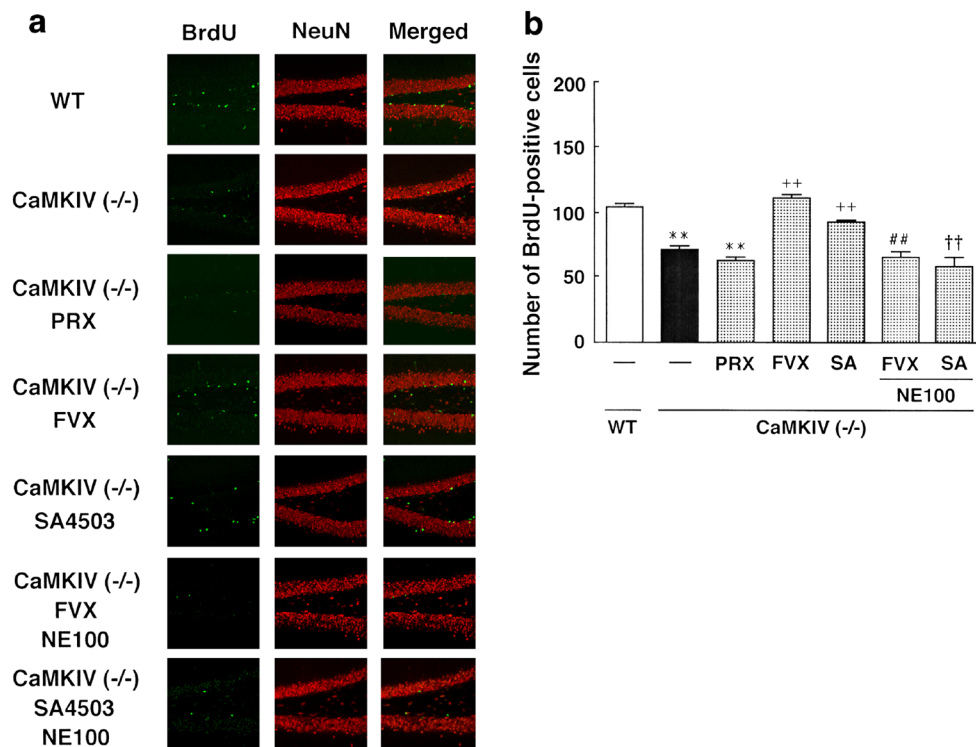 a
BrdU NeuN Merged
WT
CaMKIV (-/-)
CaMKIV (-/-)
PRX
CaMKIV (-/-)
FVX
CaMKIV (-/-)
SA4503
CaMKIV (-/-)
FVX
NE100
CaMKIV (-/-)
SA4503
NE100
b
Number of BrdU-positive cells
200
150
100
50
0
** ** ++ ++ ## ††
— — PRX FVX SA FVX SA
NE100
WT CaMKIV (-/-)